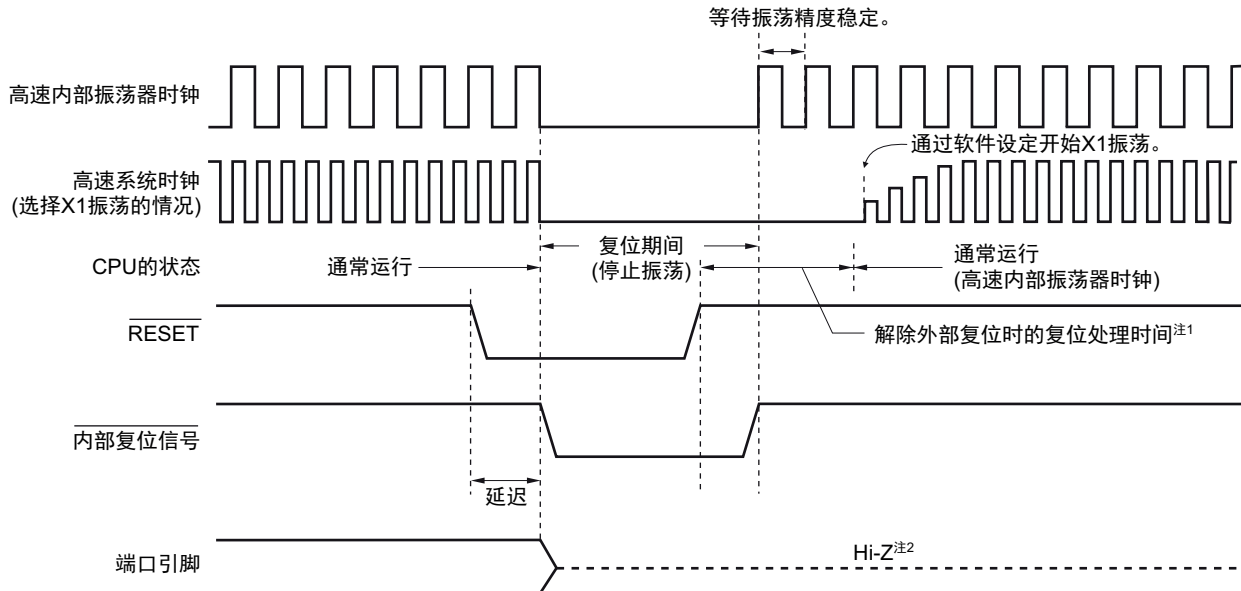 等待振荡精度稳定。
高速内部振荡器时钟
通过软件设定开始X1振荡。
高速系统时钟
(选择X1振荡的情况)
复位期间
(停止振荡)
CPU的状态
通常运行
通常运行
(高速内部振荡器时钟)
RESET
解除外部复位时的复位处理时间注1
内部复位信号
延迟
端口引脚
Hi-Z注2